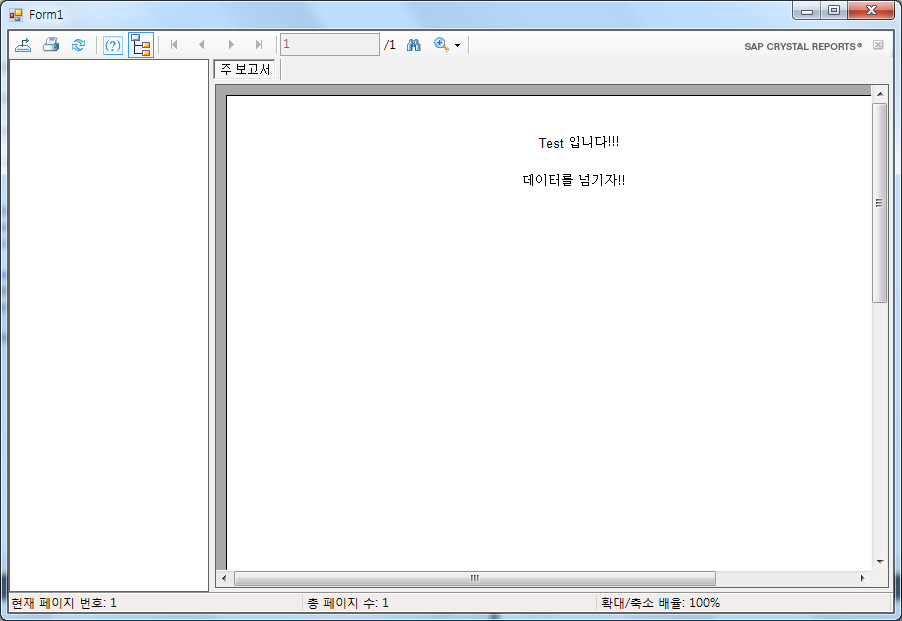 Form1
1 /1
SAP CRYSTAL REPORTS®
주 보고서
Test 입니다!!!
데이터를 넘기자!!
현재 페이지 번호: 1
총 페이지 수: 1
확대/축소 배율: 100%